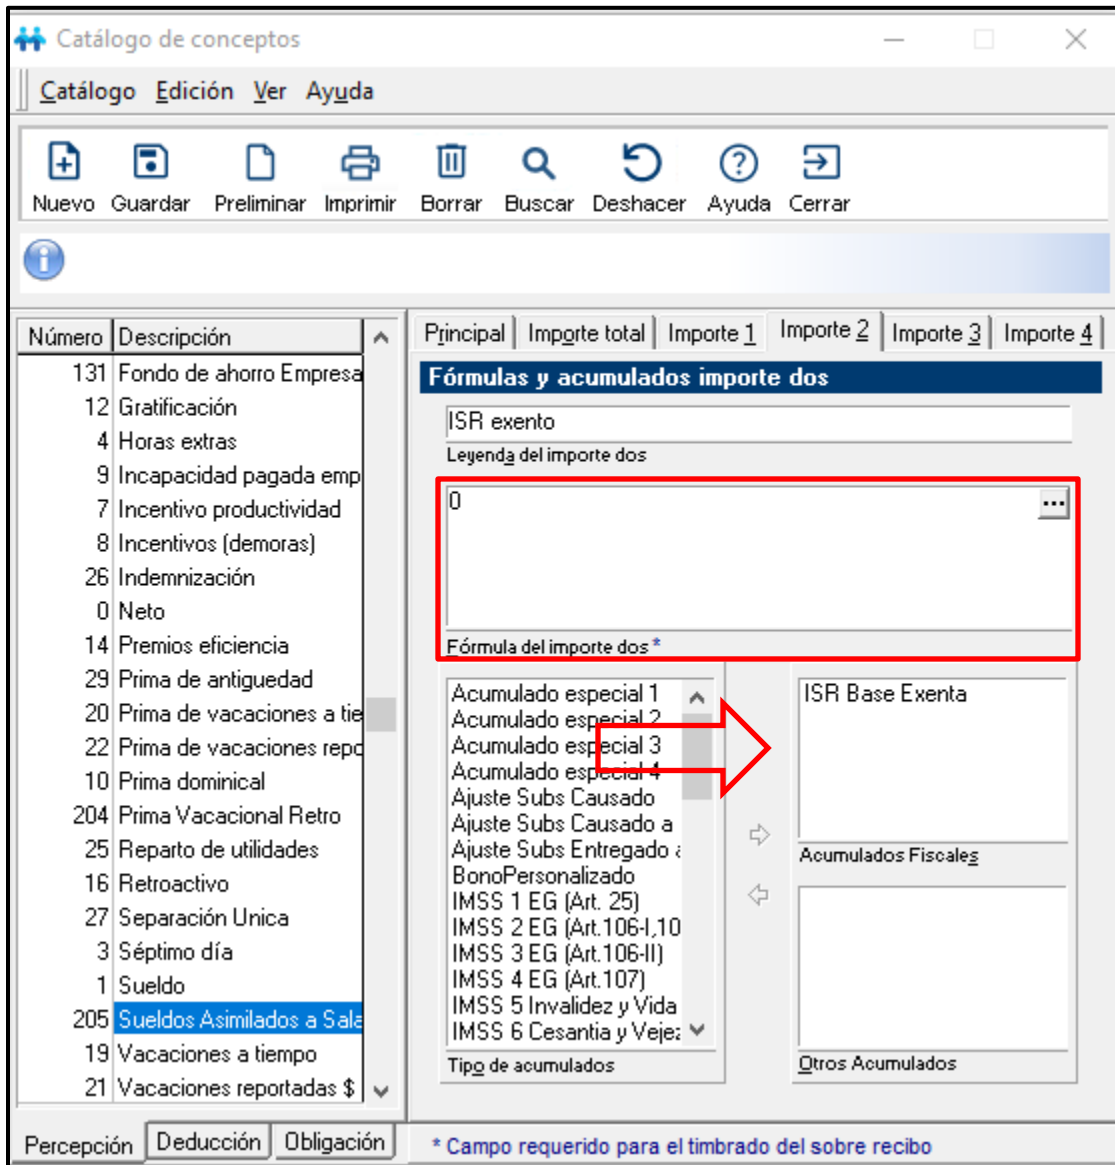 Catálogo de conceptos
Catálogo Edición Ver Ayuda
Nuevo Guardar Preliminar Imprimir Borrar Buscar Deshacer Ayuda Cerrar
Número Descripción
131 Fondo de ahorro Empresa
12 Gratificación
4 Horas extras
9 Incapacidad pagada emp
7 Incentivo productividad
8 Incentivos (demoras)
26 Indemnización
0 Neto
14 Premios eficiencia
29 Prima de antiguedad
20 Prima de vacaciones a tie
22 Prima de vacaciones repo
10 Prima dominical
204 Prima Vacacional Retro
25 Reparto de utilidades
16 Retroactivo
27 Separación Unica
3 Séptimo día
1 Sueldo
205 Sueldos Asimilados a Sala
19 Vacaciones a tiempo
21 Vacaciones reportadas $
Percepción Deducción Obligación
Principal Importe total Importe 1 Importe 2 Importe 3 Importe 4
Fórmulas y acumulados importe dos
ISR exento
Leyenda del importe dos
0
...
Fórmula del importe dos *
Acumulado especial 1
Acumulado especial 2
Acumulado especial 3
Acumulado especial 4
Ajuste Subs Causado
Ajuste Subs Causado a
Ajuste Subs Entregado a
BonoPersonalizado
IMSS 1 EG (Art. 25)
IMSS 2 EG (Art.106-I,10
IMSS 3 EG (Art.106-II)
IMSS 4 EG (Art.107)
IMSS 5 Invalidez y Vida
IMSS 6 Cesantia y Vejez
Tipo de acumulados
ISR Base Exenta
Acumulados Fiscales
Otros Acumulados
* Campo requerido para el timbrado del sobre recibo